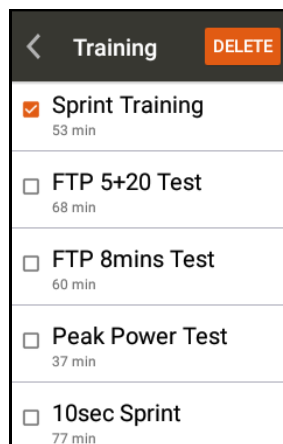 Training DELETE
Sprint Training
53 min
FTP 5+20 Test
68 min
FTP 8mins Test
60 min
Peak Power Test
37 min
10sec Sprint
77 min